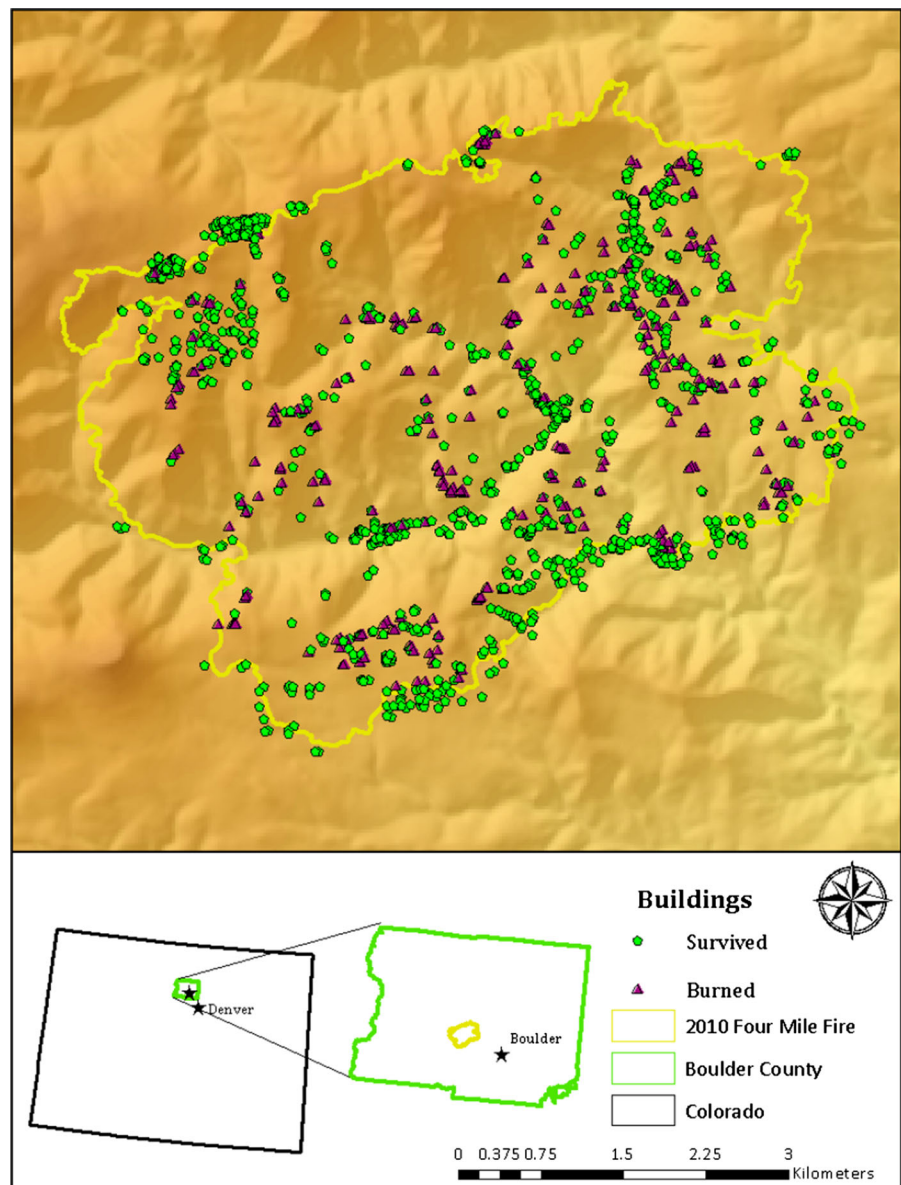 Denver
Boulder
Buildings
Survived
Burned
2010 Four Mile Fire
Boulder County
Colorado
0 0.375 0.75 1.5 2.25 3
Kilometers